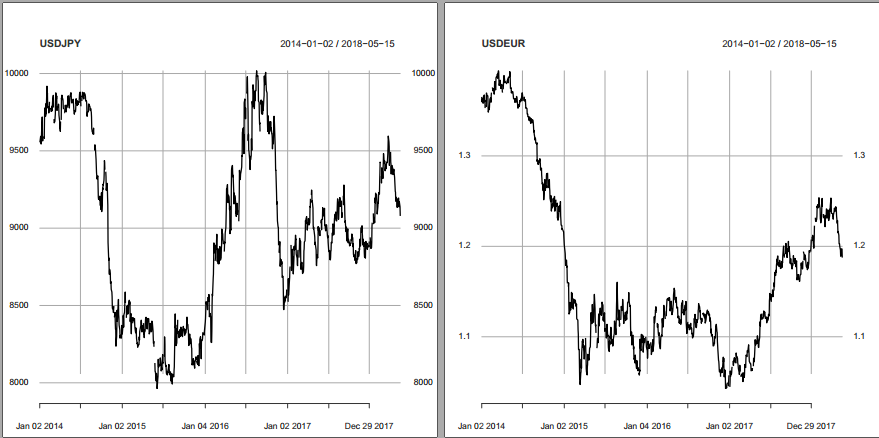 USDJPY 2014−01−02 / 2018−05−15
10000 10000
9500 9500
9000 9000
8500 8500
8000 8000
Jan 02 2014 Jan 02 2015 Jan 04 2016 Jan 02 2017 Dec 29 2017
USDEUR 2014−01−02 / 2018−05−15
1.3 1.3
1.2 1.2
1.1 1.1
Jan 02 2014 Jan 02 2015 Jan 04 2016 Jan 02 2017 Dec 29 2017